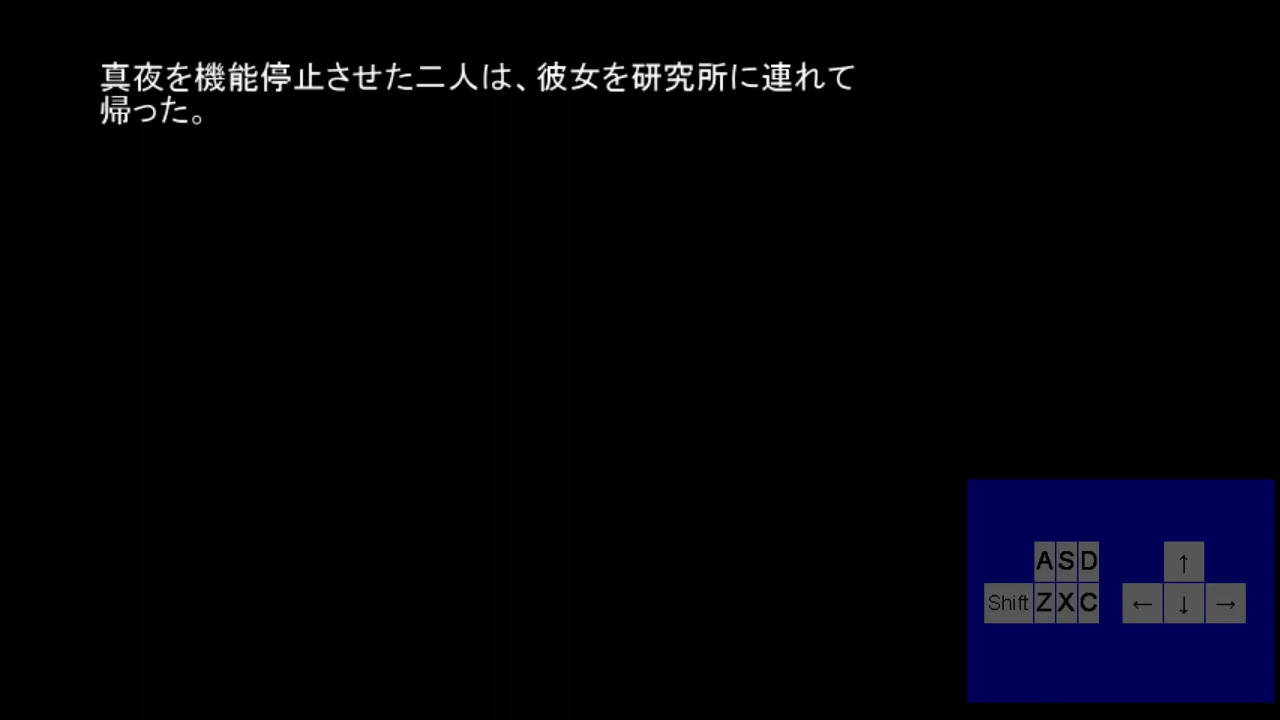 真夜を機能停止させた二人は、彼女を研究所に連れて
帰った。
A S D ↑
Shift Z X C ← ↓ →